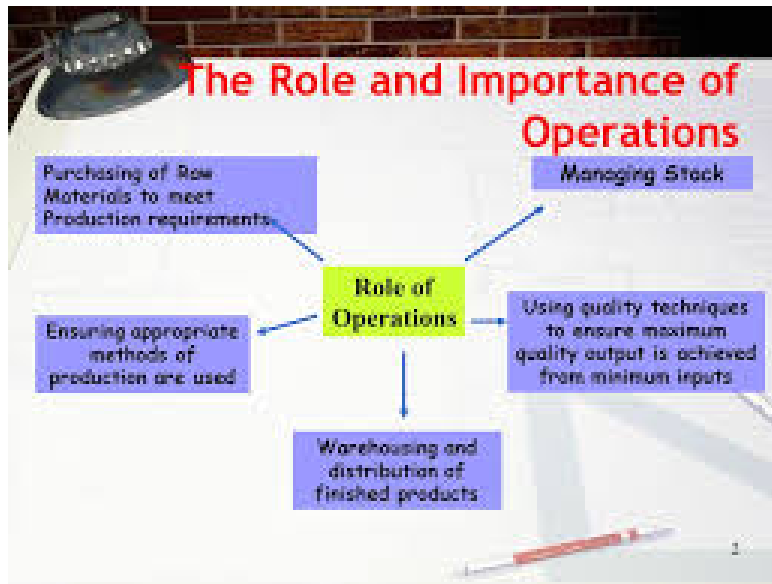 The Role and Importance of
Operations
Purchasing of Raw
Materials to meet
Production requirements
Managing Stock
Role of
Operations
Ensuring appropriate
methods of
production are used
Using quality techniques
to ensure maximum
quality output is achieved
from minimum inputs
Warehousing and
distribution of
finished products